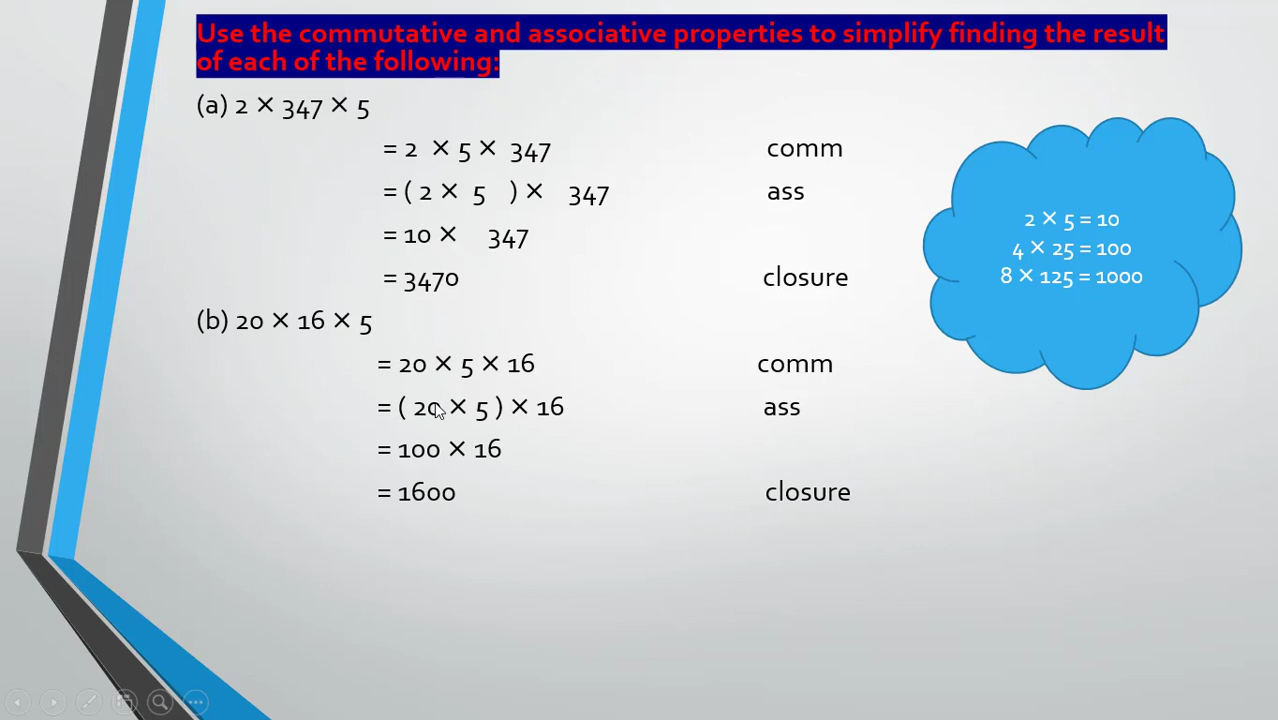 Use the commutative and associative properties to simplify finding the result
of each of the following:
(a) 2 × 347 × 5
= 2 × 5 × 347 comm
= ( 2 × 5 ) × 347 ass
= 10 × 347
= 3470 closure
(b) 20 × 16 × 5
= 20 × 5 × 16 comm
= ( 20 × 5 ) × 16 ass
= 100 × 16
= 1600 closure
2 × 5 = 10
4 × 25 = 100
8 × 125 = 1000